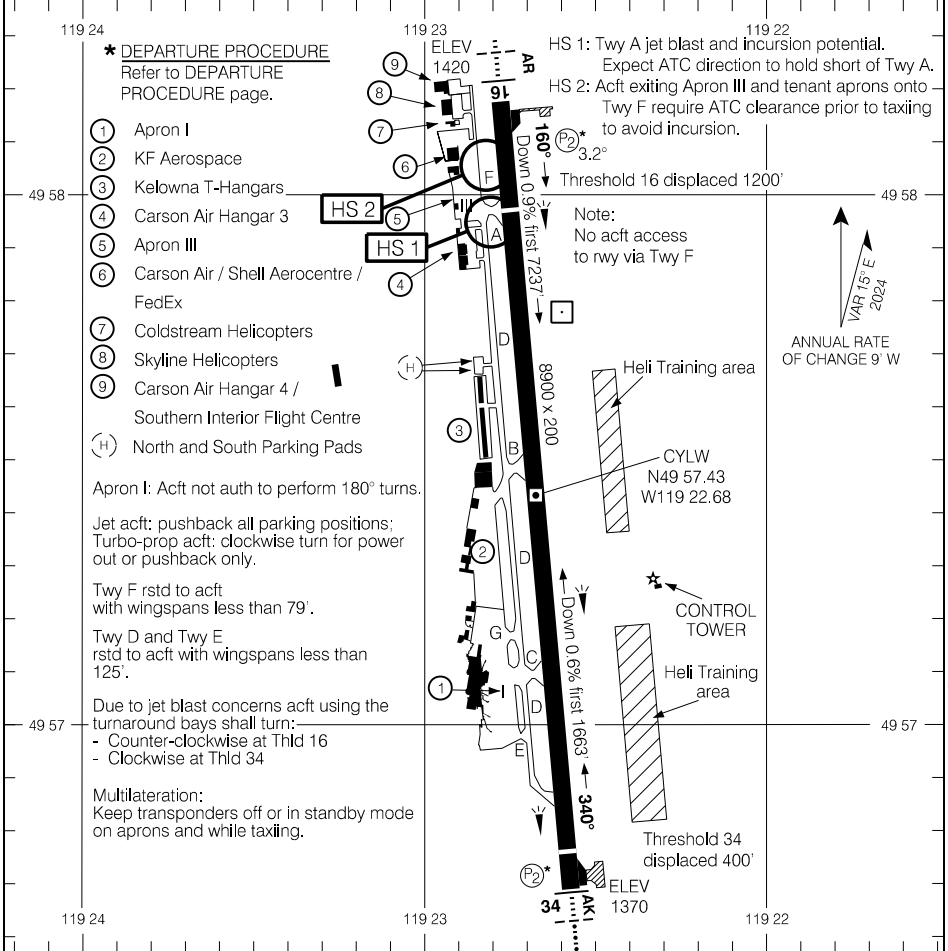 119 24
119 23
119 22
* DEPARTURE PROCEDURE
Refer to DEPARTURE
PROCEDURE page.
1 Apron I
2 KF Aerospace
3 Kelowna T-Hangars
4 Carson Air Hangar 3
5 Apron III
6 Carson Air / Shell Aerocentre /
FedEx
7 Coldstream Helicopters
8 Skyline Helicopters
9 Carson Air Hangar 4 /
Southern Interior Flight Centre
H North and South Parking Pads
Apron I: Acft not auth to perform 180° turns.
Jet acft: pushback all parking positions;
Turbo-prop acft: clockwise turn for power
out or pushback only.
Twy F rstd to acft
with wingspans less than 79'.
Twy D and Twy E
rstd to acft with wingspans less than
125'.
Due to jet blast concerns acft using the
turnaround bays shall turn:
- Counter-clockwise at Thld 16
- Clockwise at Thld 34
Multilateration:
Keep transponders off or in standby mode
on aprons and while taxiing.
ELEV
1420
AR
16
HS 1: Twy A jet blast and incursion potential.
Expect ATC direction to hold short of Twy A.
HS 2: Acft exiting Apron III and tenant aprons onto
Twy F require ATC clearance prior to taxiing
to avoid incursion.
9
8
7
6
5
4
H
3
2
1
HS 2
HS 1
III
F
A
D
B
D
G
C
I
D
E
160°
Down 0.9% first 7237'
P2*
3.2°
Threshold 16 displaced 1200'
Note:
No acft access
to rwy via Twy F
VAR 15° E
2024
ANNUAL RATE
OF CHANGE 9' W
8900 x 200
Heli Training area
CYLW
N49 57.43
W119 22.68
CONTROL
TOWER
Heli Training
area
Down 0.6% first 1663'
340°
Threshold 34
displaced 400'
P2*
ELEV
1370
34
AK
49 58
49 58
49 57
49 57
119 24
119 23
119 22